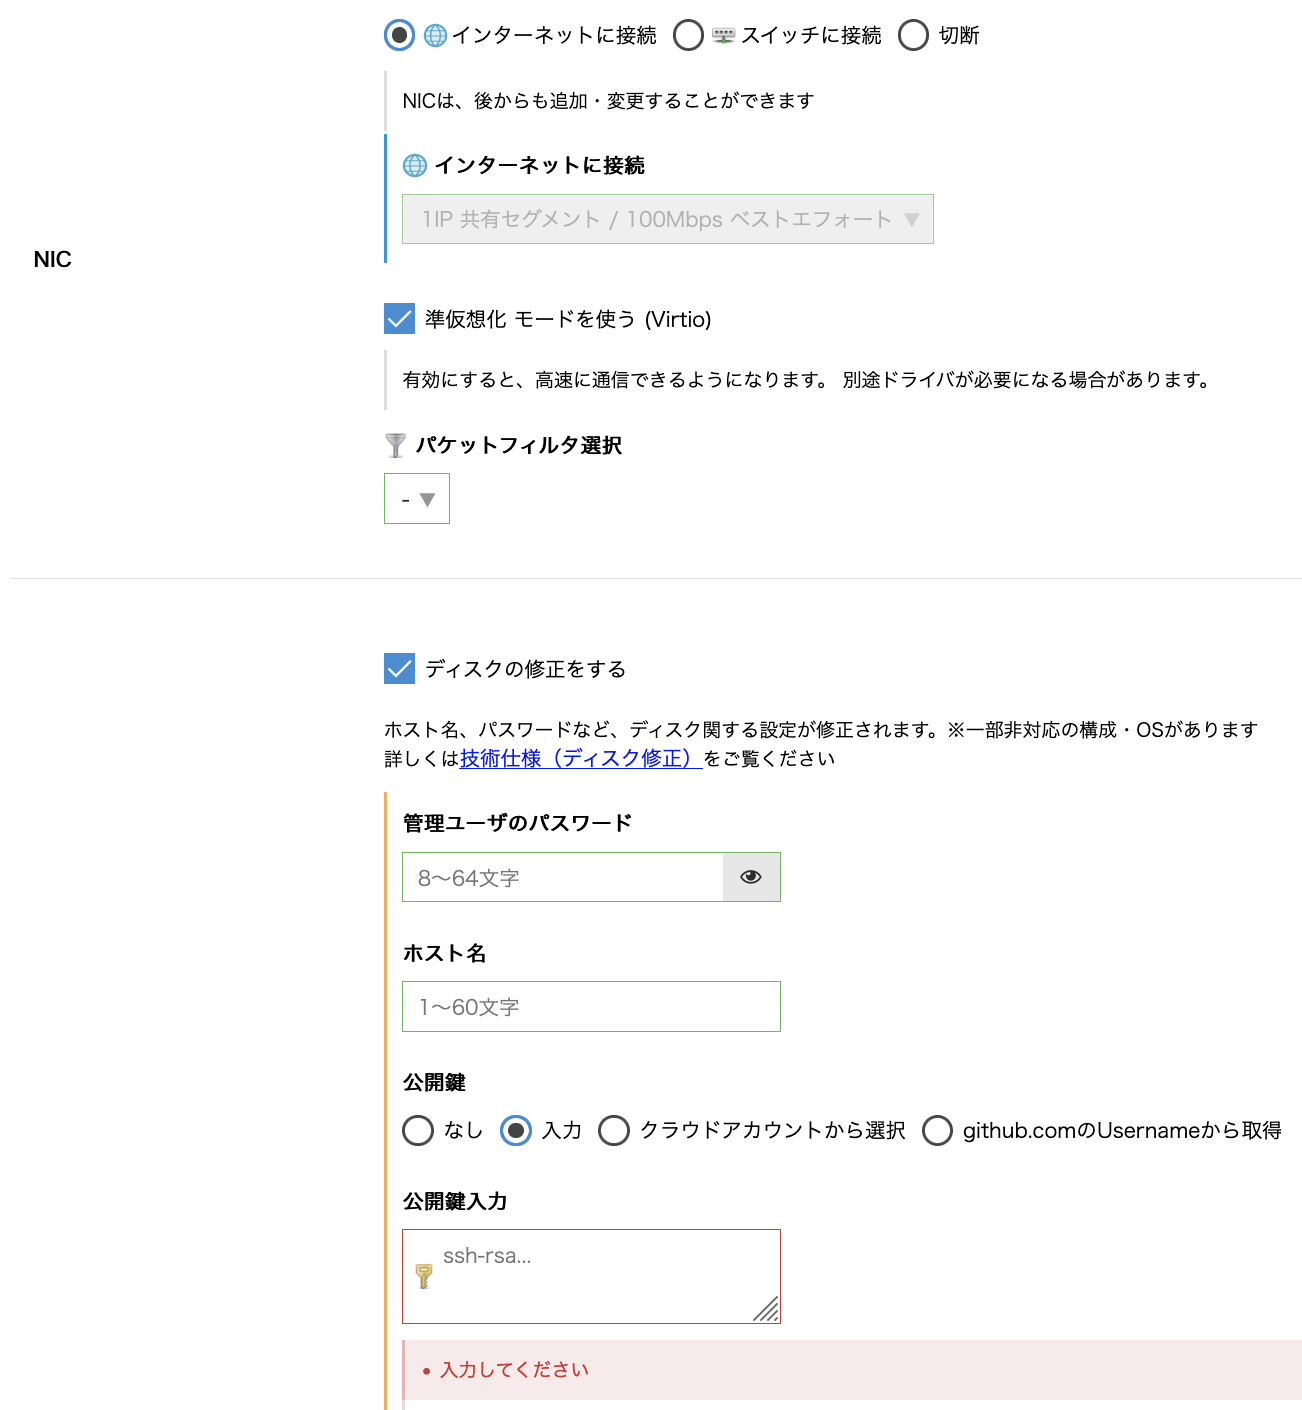 インターネットに接続 スイッチに接続 切断
NICは、後からも追加・変更することができます
インターネットに接続
1IP 共有セグメント / 100Mbps ベストエフォート ▼
NIC
準仮想化 モードを使う (Virtio)
有効にすると、高速に通信できるようになります。 別途ドライバが必要になる場合があります。
パケットフィルタ選択
- ▼
ディスクの修正をする
ホスト名、パスワードなど、ディスク関する設定が修正されます。※一部非対応の構成・OSがあります
詳しくは技術仕様（ディスク修正）をご覧ください
管理ユーザのパスワード
8〜64文字
ホスト名
1〜60文字
公開鍵
なし 入力 クラウドアカウントから選択 github.comのUsernameから取得
公開鍵入力
ssh-rsa...
• 入力してください